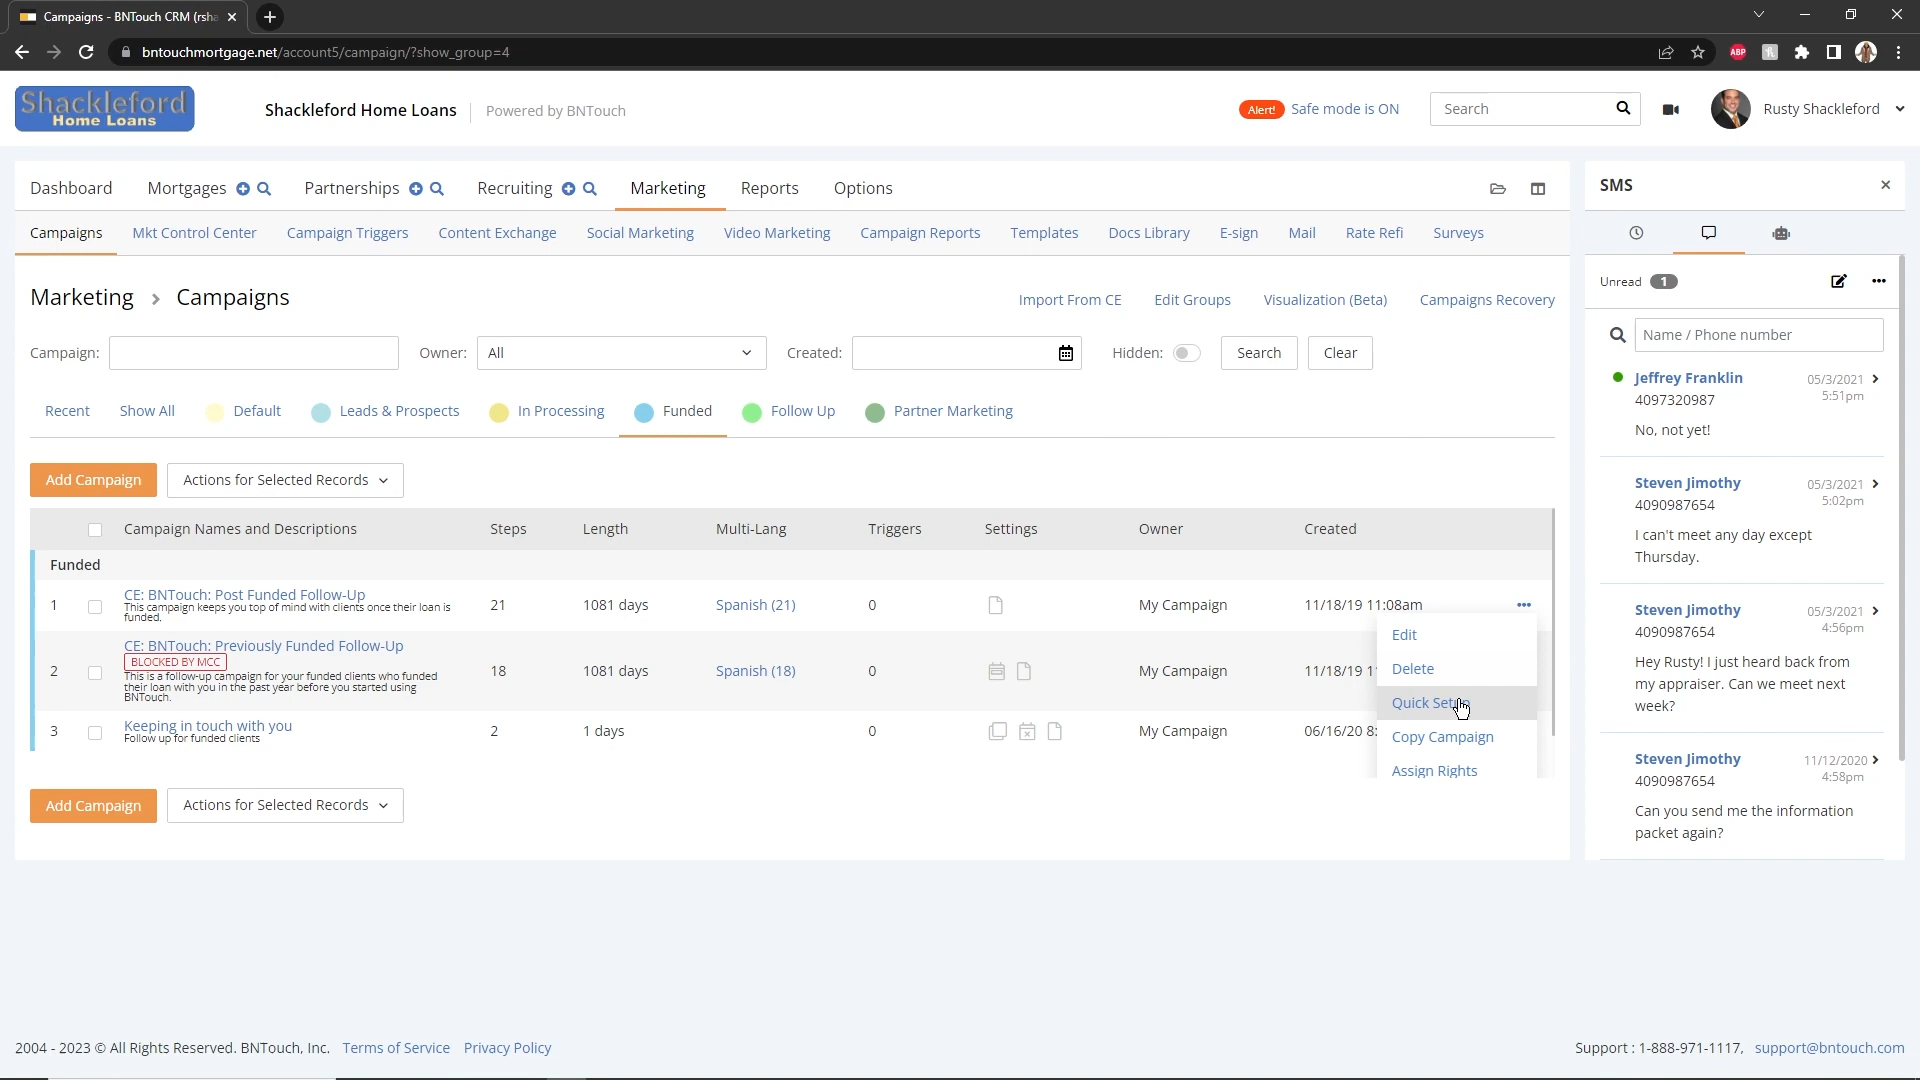 Campaigns - BNTouch CRM (rsha
bntouchmortgage.net/account5/campaign/?show_group=4
ABP
Shackleford
Home Loans
Shackleford Home Loans
Powered by BNTouch
Alert! Safe mode is ON
Search
Rusty Shackleford
Dashboard Mortgages Partnerships Recruiting Marketing Reports Options
Campaigns Mkt Control Center Campaign Triggers Content Exchange Social Marketing Video Marketing Campaign Reports Templates Docs Library E-sign Mail Rate Refi Surveys
Marketing > Campaigns
Import From CE Edit Groups Visualization (Beta) Campaigns Recovery
Campaign: Owner: All Created: Hidden: Search Clear
Recent Show All Default Leads & Prospects In Processing Funded Follow Up Partner Marketing
Add Campaign Actions for Selected Records
Campaign Names and Descriptions Steps Length Multi-Lang Triggers Settings Owner Created
Funded
1 CE: BNTouch: Post Funded Follow-Up 21 1081 days Spanish (21) 0 My Campaign 11/18/19 11:08am
This campaign keeps you top of mind with clients once their loan is
funded.
2 CE: BNTouch: Previously Funded Follow-Up 18 1081 days Spanish (18) 0 My Campaign 11/18/19 1
BLOCKED BY MCC
This is a follow-up campaign for your funded clients who funded
their loan with you in the past year before you started using
BNTouch.
3 Keeping in touch with you 2 1 days 0 My Campaign 06/16/20 8:
Follow up for funded clients
Edit
Delete
Quick Setup
Copy Campaign
Assign Rights
Add Campaign Actions for Selected Records
SMS
Unread 1
Name / Phone number
Jeffrey Franklin 05/3/2021
4097320987 5:51pm
No, not yet!
Steven Jimothy 05/3/2021
4090987654 5:02pm
I can't meet any day except
Thursday.
Steven Jimothy 05/3/2021
4090987654 4:56pm
Hey Rusty! I just heard back from
my appraiser. Can we meet next
week?
Steven Jimothy 11/12/2020
4090987654 4:58pm
Can you send me the information
packet again?
2004 - 2023 © All Rights Reserved. BNTouch, Inc. Terms of Service Privacy Policy
Support : 1-888-971-1117, support@bntouch.com